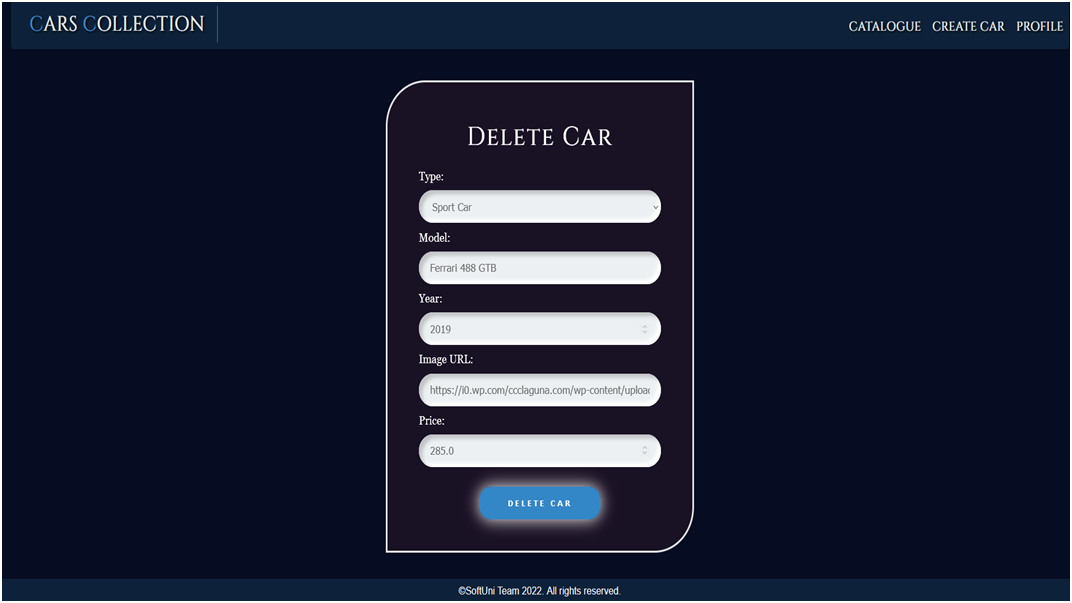 CARS COLLECTION
CATALOGUE CREATE CAR PROFILE
DELETE CAR
Type:
Sport Car
Model:
Ferrari 488 GTB
Year:
2019
Image URL:
https://i0.wp.com/ccclaguna.com/wp-content/uploa
Price:
285.0
DELETE CAR
©SoftUni Team 2022. All rights reserved.